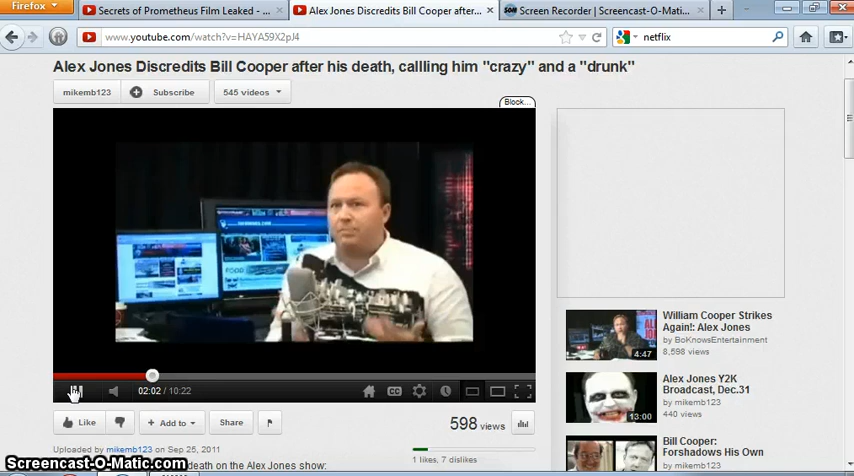 Firefox
Secrets of Prometheus Film Leaked - ...
Alex Jones Discredits Bill Cooper after...
Screen Recorder | Screencast-O-Mati...
www.youtube.com/watch?v=HAYA59X2pJ4
netflix
Alex Jones Discredits Bill Cooper after his death, callling him "crazy" and a "drunk"
mikemb123
Subscribe
545 videos
Block...
FOOD
02:02 / 10:22
CC
Like
Add to
Share
598 views
Uploaded by mikemb123 on Sep 25, 2011
1 likes, 7 dislikes
death on the Alex Jones show:
William Cooper Strikes
Again!: Alex Jones
by BoKnowsEntertainment
8,598 views
4:47
Alex Jones Y2K
Broadcast, Dec.31
by mikemb123
440 views
13:00
Bill Cooper:
Forshadows His Own
by mikemb123
Screencast-O-Matic.com